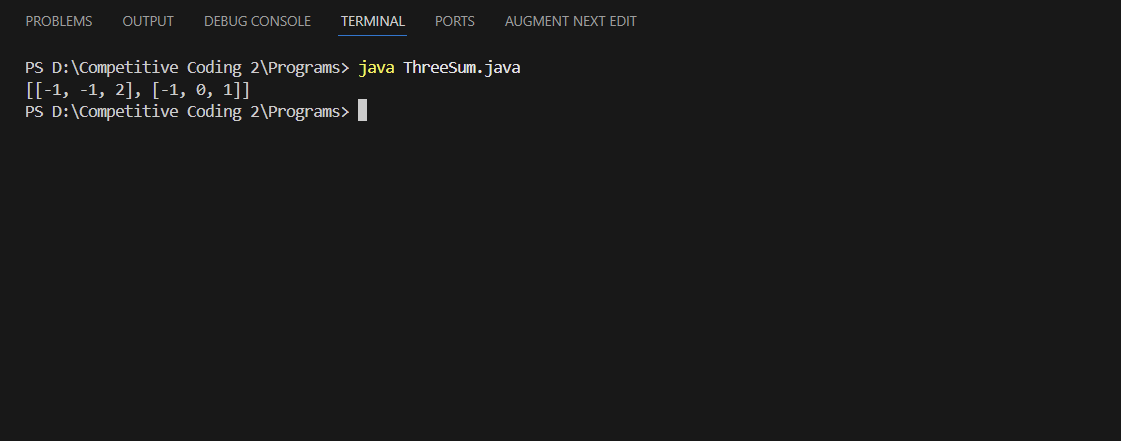 PROBLEMS OUTPUT DEBUG CONSOLE TERMINAL PORTS AUGMENT NEXT EDIT
PS D:\Competitive Coding 2\Programs> java ThreeSum.java
[[-1, -1, 2], [-1, 0, 1]]
PS D:\Competitive Coding 2\Programs>